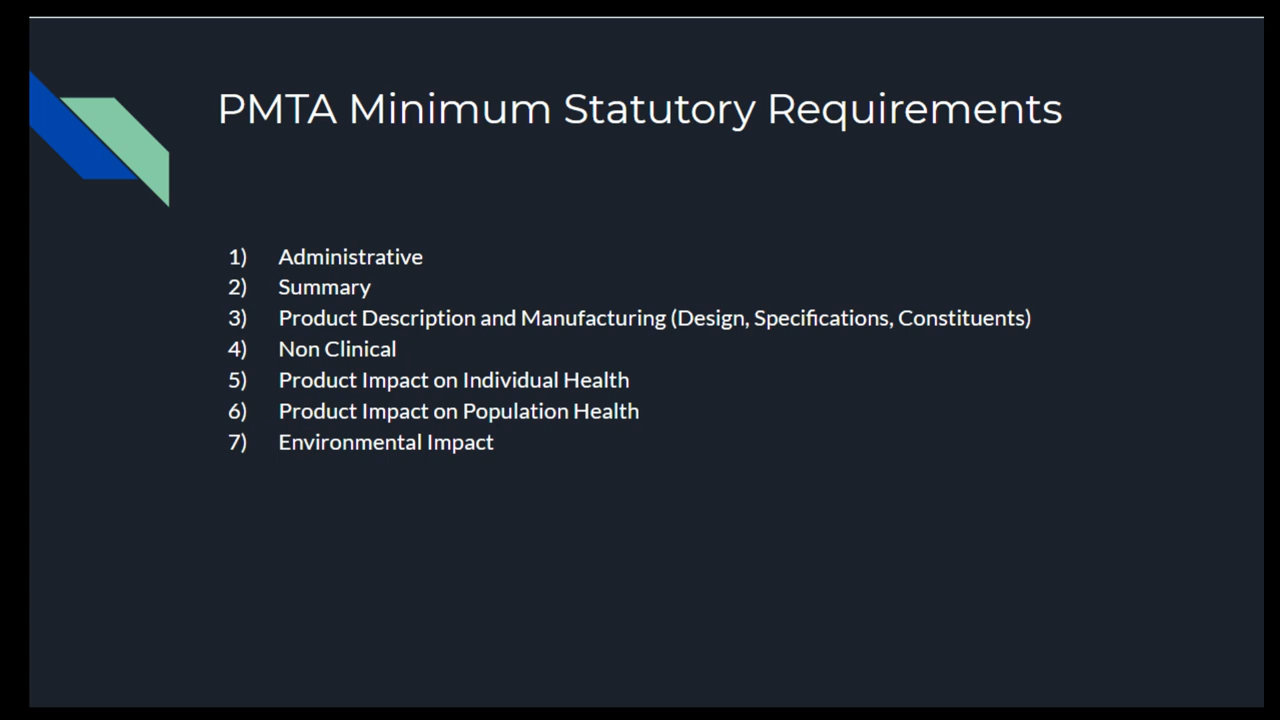 PMTA Minimum Statutory Requirements
1) Administrative
2) Summary
3) Product Description and Manufacturing (Design, Specifications, Constituents)
4) Non Clinical
5) Product Impact on Individual Health
6) Product Impact on Population Health
7) Environmental Impact